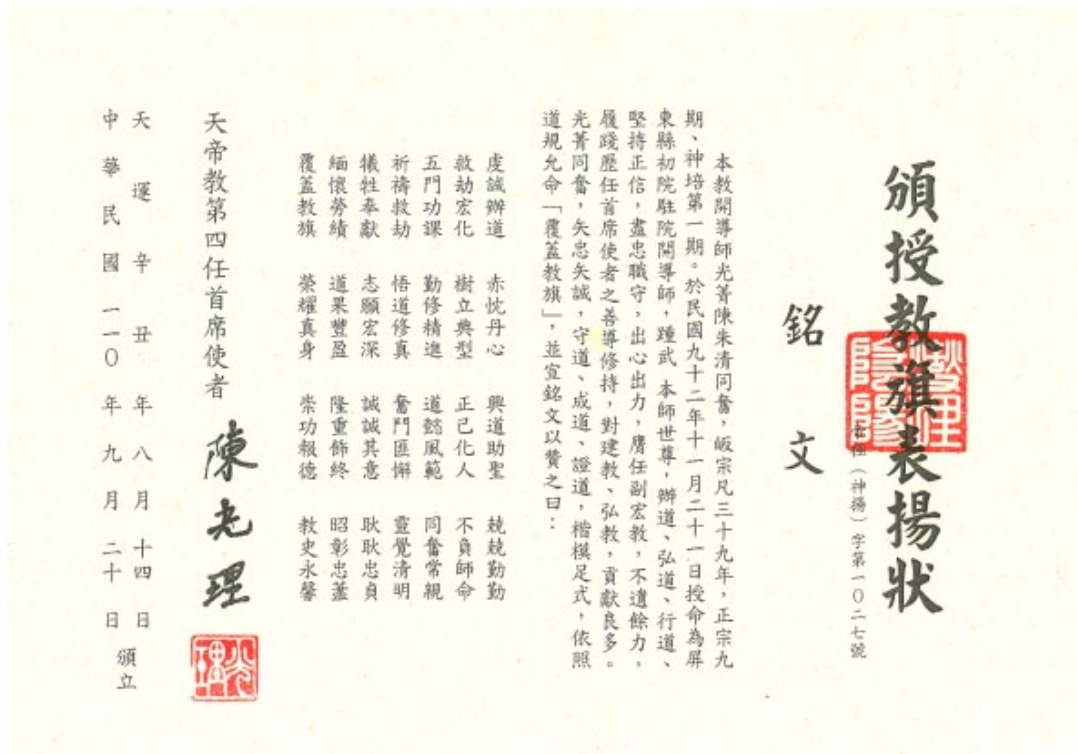 頒授教旗表揚狀
字第一〇二七號
銘文
本教開導師光菁陳朱清同奮，皈宗凡三十九年，正宗九
期、神培第一期。於民國九十二年十一月二十一日授命為屏
東縣初院駐院開導師，踵武 本師世尊，辦道、弘道、行道、
堅持正信，盡忠職守，出心出力，膺任副宏教，不遺餘力，
履踐歷任首席使者之善導修持，對建教、弘教，貢獻良多。
光菁同奮，矢忠矢誠，守道、成道、證道，楷模足式，依照
道規允命「覆蓋教旗」，並宣銘文以贊之曰：
虔誠辦道 赤忱丹心 興道助聖 兢兢勤勤
救劫宏化 樹立典型 正己化人 不負師命
五門功課 勤修精進 道懿風範 同奮常親
祈禱救劫 悟道修真 奮鬥匪懈 靈覺清明
犧牲奉獻 志願宏深 誠誠其意 耿耿忠貞
緬懷勞績 道果豐盈 隆重飾終 昭彰忠藎
覆蓋教旗 榮耀真身 崇功報德 教史永馨
天帝教第四任首席使者 陳光理
光理
天運辛丑年八月十四日
中華民國一一〇年九月二十日
頒立